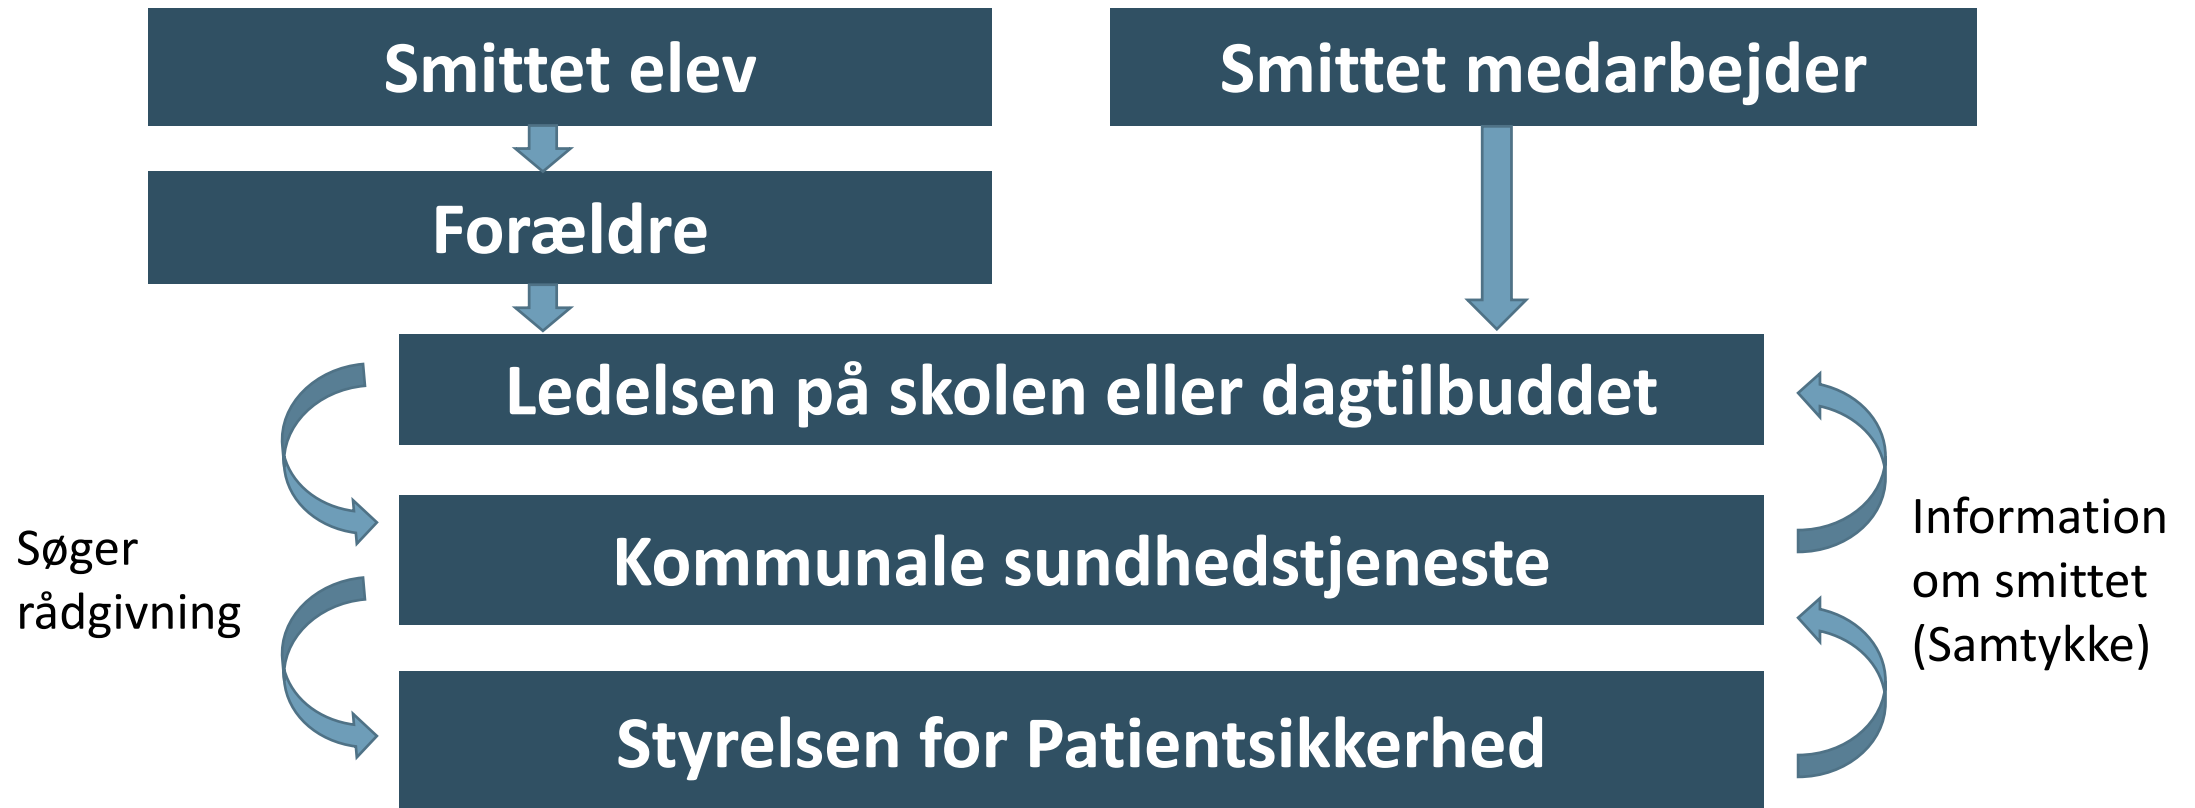 Smittet elev
Smittet medarbejder
Forældre
Ledelsen på skolen eller dagtilbuddet
Kommunale sundhedstjeneste
Styrelsen for Patientsikkerhed
Søger
rådgivning
Information
om smittet
(Samtykke)